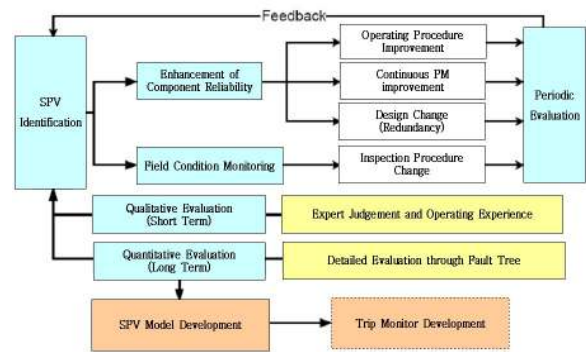 Feedback
SPV
Identification
Enhancement of
Component Reliability
Field Condition Monitoring
Operating Procedure
Improvement
Continuous PM
improvement
Design Change
(Redundancy)
Inspection Procedure
Change
Periodic
Evaluation
Qualitative Evaluation
(Short Term)
Expert Judgement and Operating Experience
Quantitative Evaluation
(Long Term)
Detailed Evaluation through Fault Tree
SPV Model Development
Trip Monitor Development